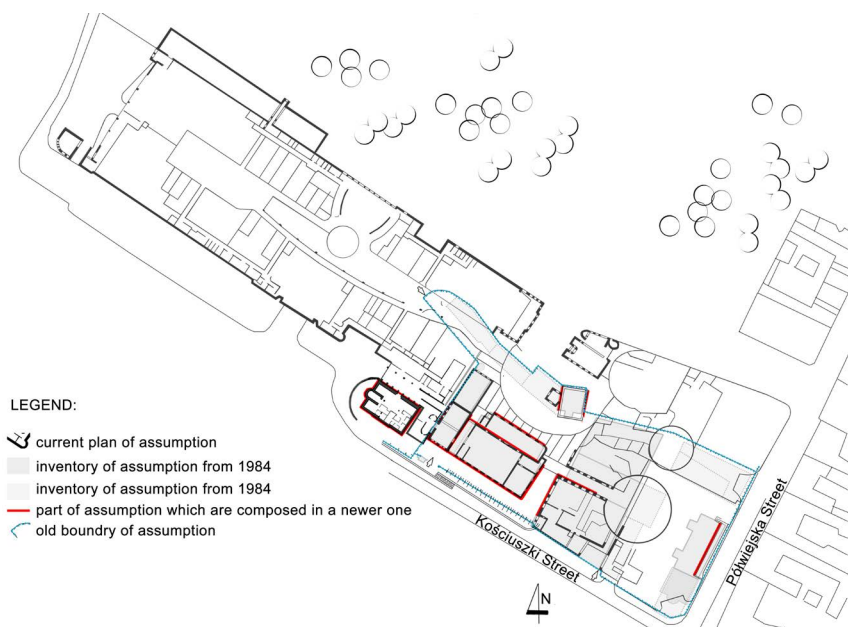 LEGEND:
current plan of assumption
inventory of assumption from 1984
inventory of assumption from 1984
part of assumption which are composed in a newer one
old boundry of assumption
Kościuszki Street
Półwiejska Street
N